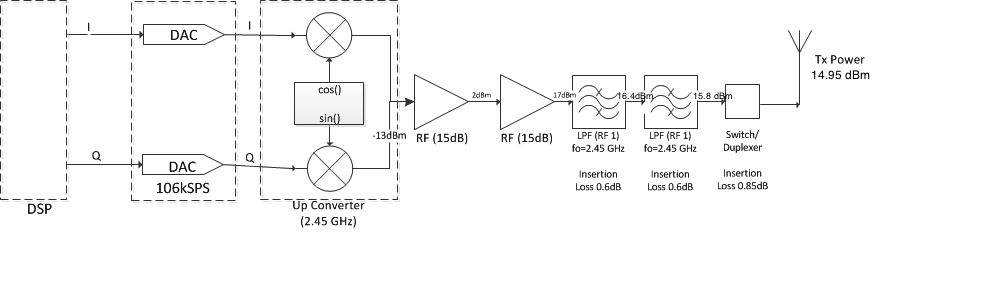 I
DAC
I
cos()
sin()
-13dBm
Q
DAC
Q
106kSPS
DSP
Up Converter
(2.45 GHz)
RF (15dB)
2dBm
RF (15dB)
17dBm
16.4dBm
15.8 dBm
LPF (RF 1)
fo=2.45 GHz
Insertion
Loss 0.6dB
LPF (RF 1)
fo=2.45 GHz
Insertion
Loss 0.6dB
Switch/
Duplexer
Insertion
Loss 0.85dB
Tx Power
14.95 dBm